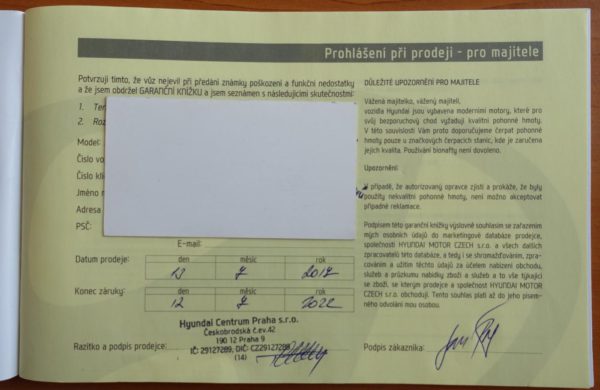 Prohlášení při prodeji - pro majitele
Potvrzuji tímto, že vůz nejevil při předání známky poškození a funkční nedostatky
a že jsem obdržel GARANČNÍ KNÍŽKU a jsem seznámen s následujícími skutečnostmi:
1.
2.
Model:
Číslo
Číslo
Jméno
Adresa
PSČ:
E-mail:
Datum prodeje:
den měsíc rok
13 7 2017
Konec záruky:
den měsíc rok
12 7 2022
Hyundai Centrum Praha s.r.o.
Českobrodská č.ev.42
190 12 Praha 9
IČ: 29127289, DIČ: CZ29127289
(14)
Razítko a podpis prodejce:
DŮLEŽITÉ UPOZORNĚNÍ PRO MAJITELE
Vážená majitelko, vážený majiteli,
vozidla Hyundai jsou vybavena moderními motory, které pro
svůj bezporuchový chod vyžadují kvalitní pohonné hmoty.
V této souvislosti Vám proto doporučujeme čerpat pohonné
hmoty pouze u značkových čerpacích stanic, kde je zaručena
jejich kvalita. Používání bionafty není dovoleno.
Upozornění:
případě, že autorizovaný opravce zjistí a prokáže, že byly
použity nekvalitní pohonné hmoty, není možno akceptovat
případné reklamace.
Podpisem této garanční knížky výslovně souhlasím se zařazením
mých osobních údajů do marketingové databáze prodejce,
společnosti HYUNDAI MOTOR CZECH s.r.o. a všech dalších
zpracovatelů této databáze, a tedy i se shromažďováním, zpra-
cováním a užitím těchto údajů za účelem nabízení obchodu,
služeb a průzkumu nabídky zboží a služeb a to vše týkající
se zboží, se kterým prodejce a společnost HYUNDAI MOTOR
CZECH s.r.o. obchodují. Tento souhlas platí až do jeho písem-
ného odvolání mou osobou.
Podpis zákazníka: